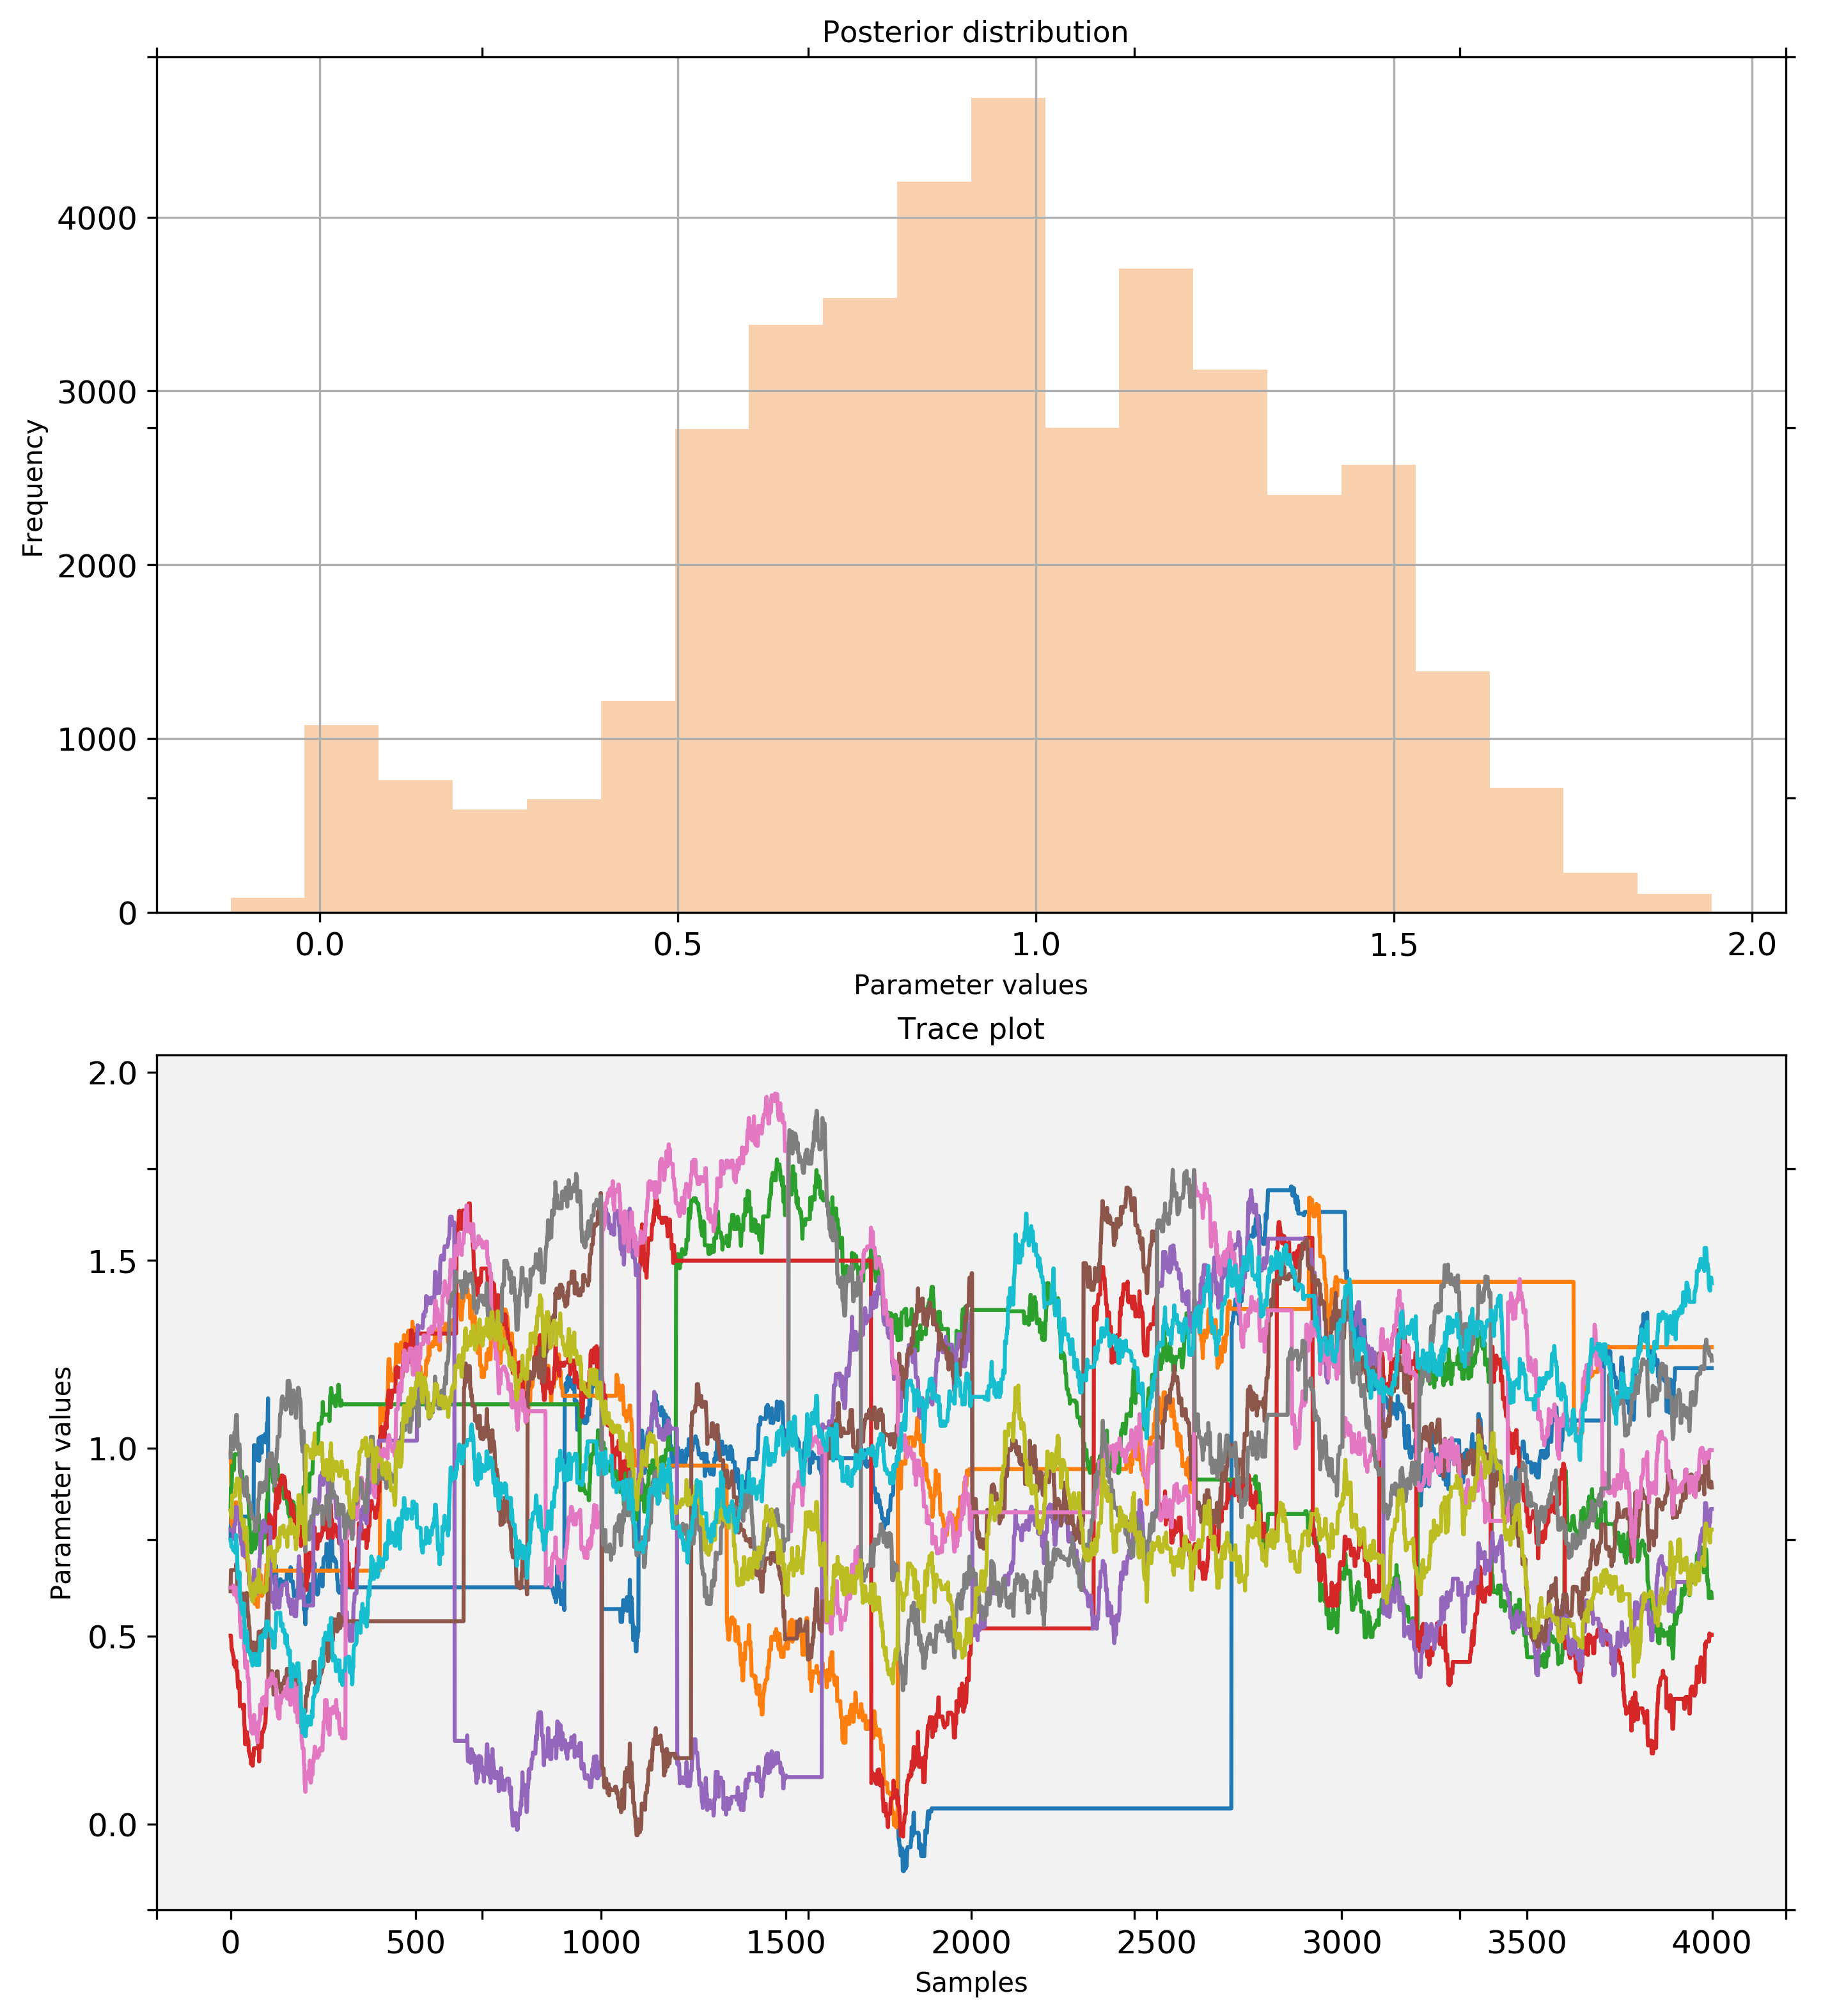 Posterior distribution
4000
3000
2000
1000
0
Frequency
0.0 0.5 1.0 1.5 2.0
Parameter values
Trace plot
2.0
1.5
1.0
0.5
0.0
Parameter values
0 500 1000 1500 2000 2500 3000 3500 4000
Samples